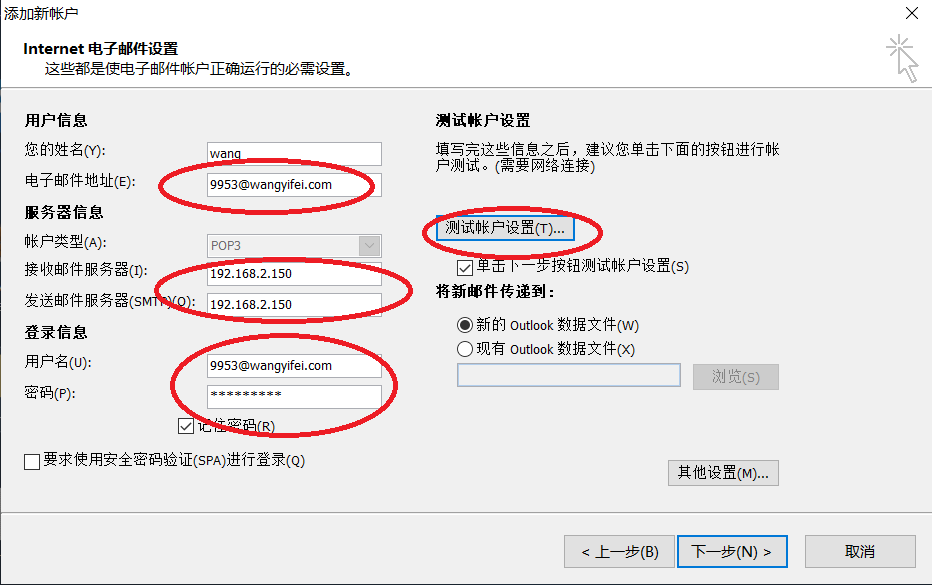 添加新帐户
Internet 电子邮件设置
这些都是使电子邮件帐户正确运行的必需设置。
用户信息
您的姓名(Y):
wang
电子邮件地址(E):
9953@wangyifei.com
服务器信息
帐户类型(A):
POP3
接收邮件服务器(I):
192.168.2.150
发送邮件服务器(SMTP)(O):
192.168.2.150
登录信息
用户名(U):
9953@wangyifei.com
密码(P):
*********
记住密码(R)
要求使用安全密码验证(SPA)进行登录(Q)
测试帐户设置
填写完这些信息之后，建议您单击下面的按钮进行帐
户测试。(需要网络连接)
测试帐户设置(T)...
单击下一步按钮测试帐户设置(S)
将新邮件传递到：
新的 Outlook 数据文件(W)
现有 Outlook 数据文件(X)
浏览(S)
其他设置(M)...
< 上一步(B)
下一步(N) >
取消